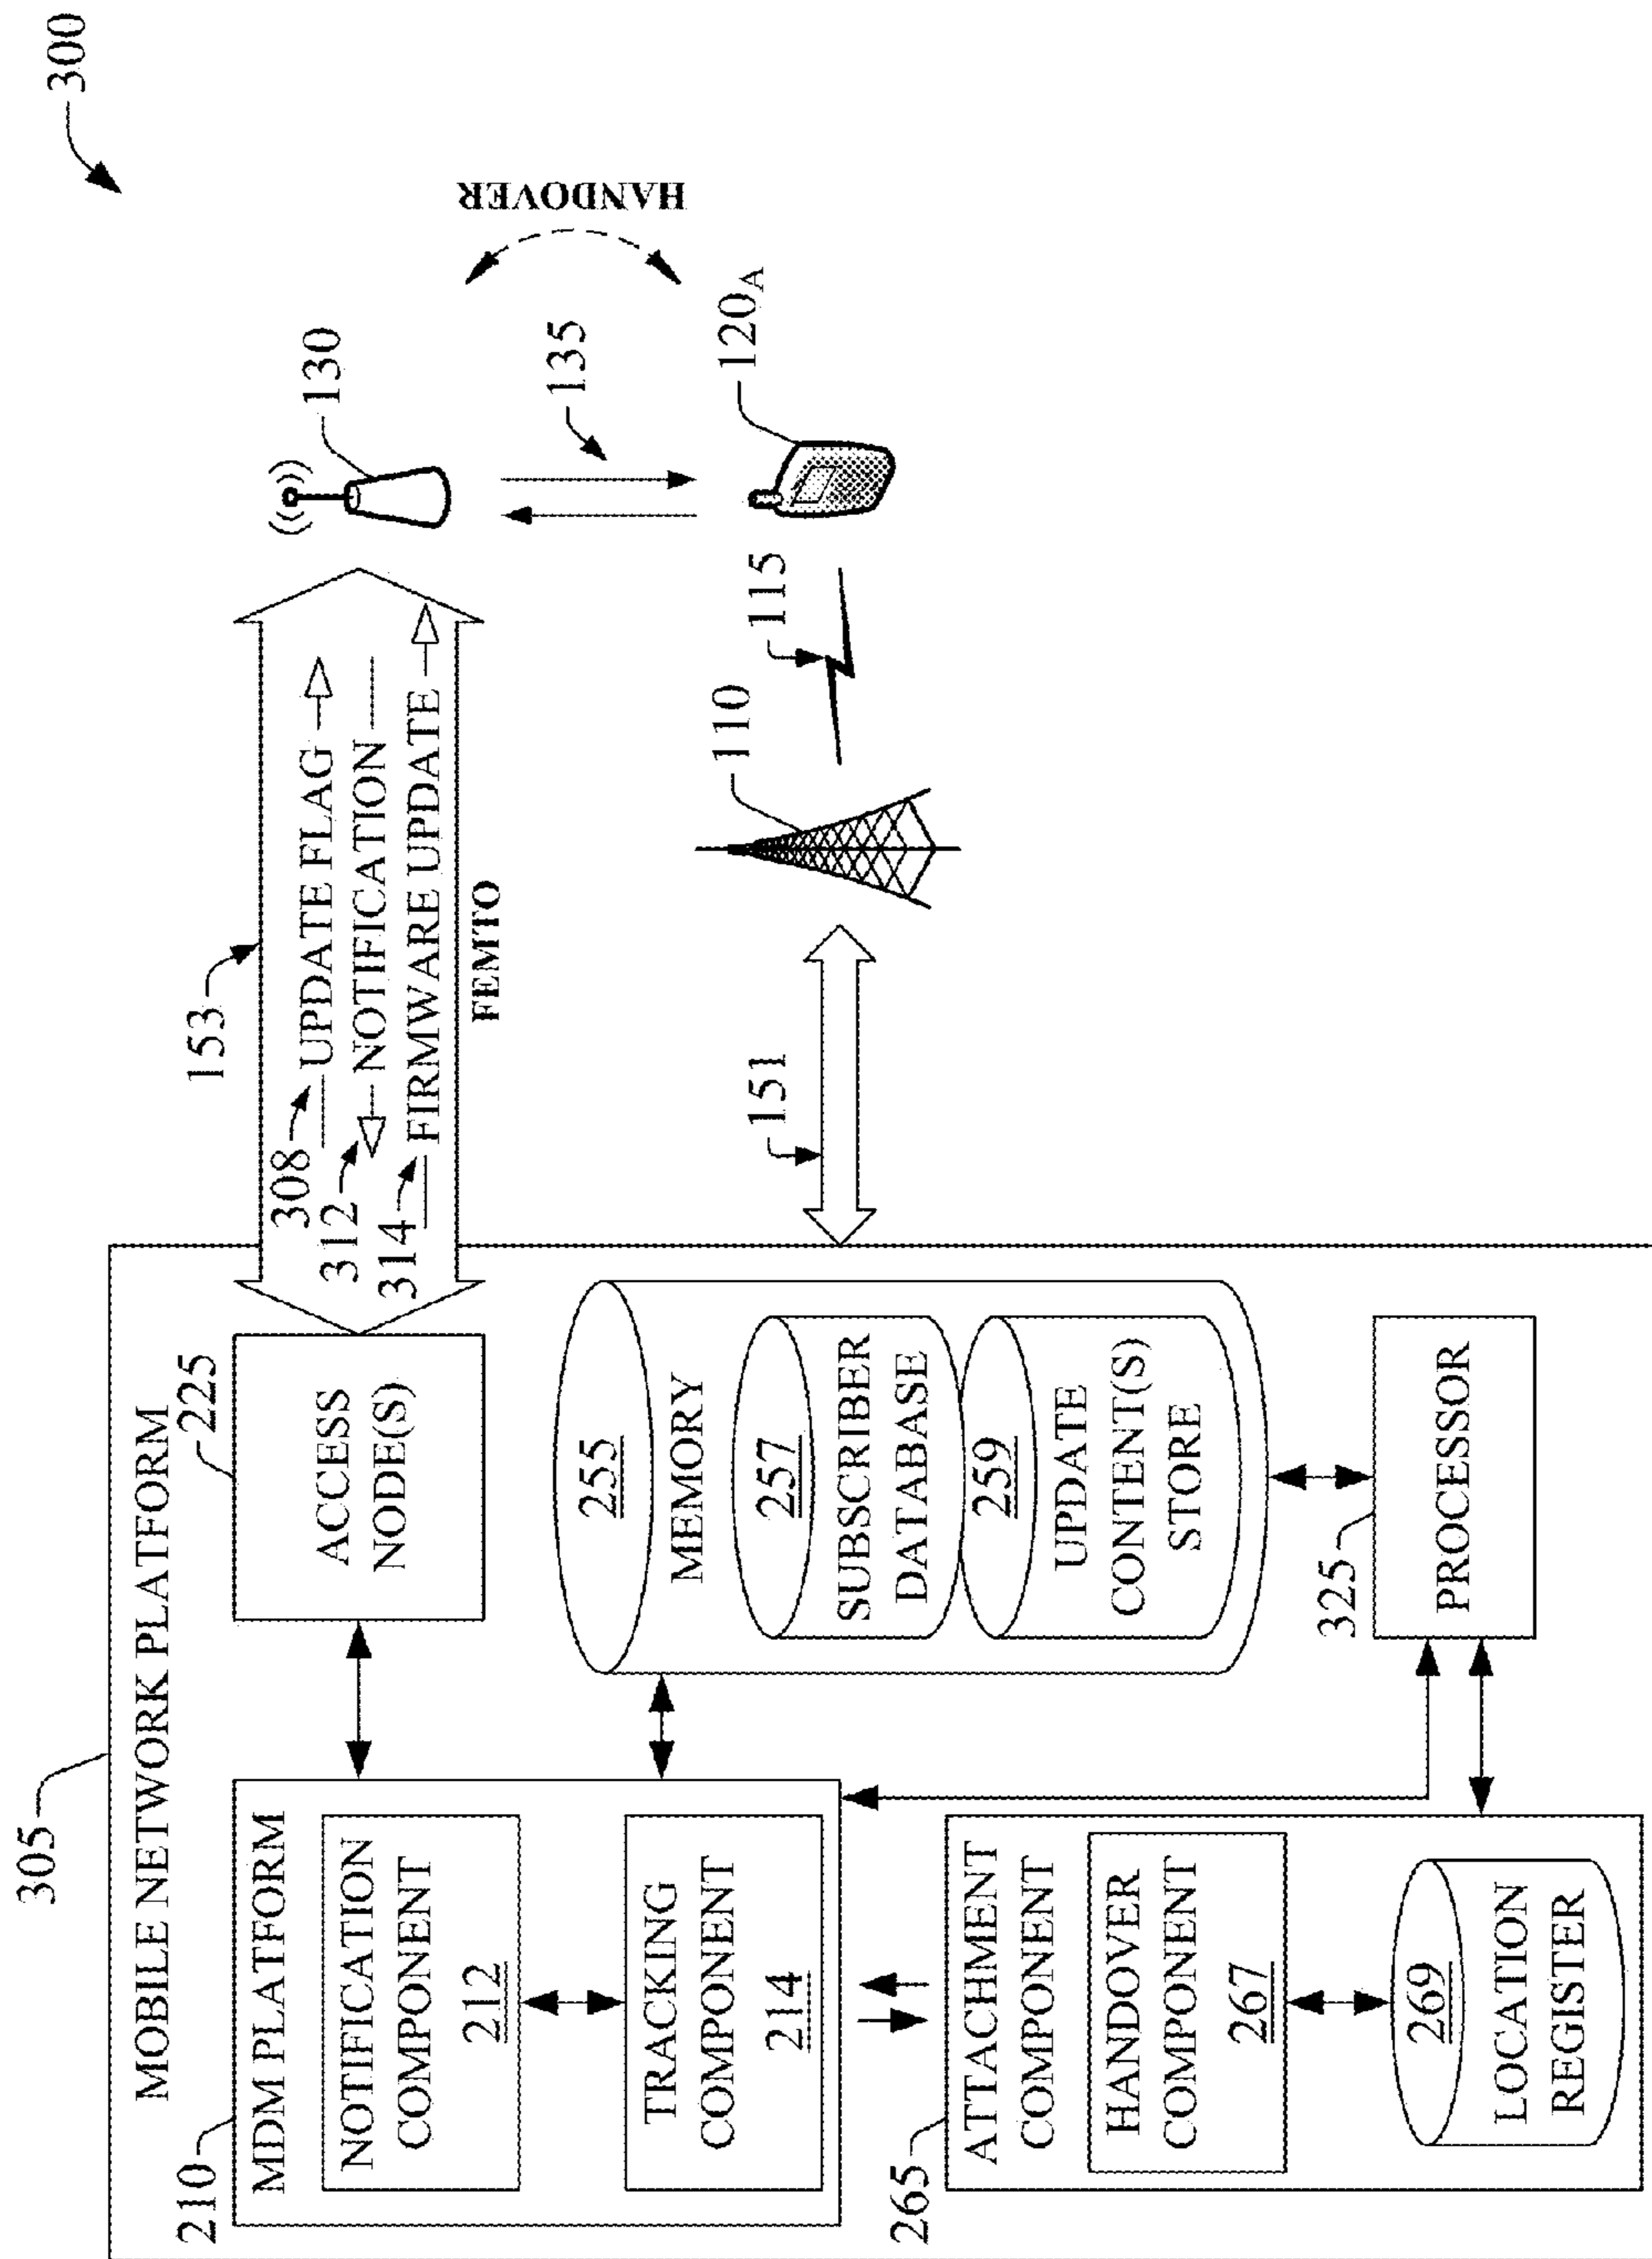 300
305
MOBILE NETWORK PLATFORM
210
MDM PLATFORM
NOTIFICATION
COMPONENT
212
TRACKING
COMPONENT
214
265
ATTACHMENT
COMPONENT
HANDOVER
COMPONENT
267
269
LOCATION
REGISTER
225
ACCESS
NODE(S)
255
MEMORY
257
SUBSCRIBER
DATABASE
259
UPDATE
CONTENT(S)
STORE
325
PROCESSOR
153
308
UPDATE FLAG
312
NOTIFICATION
314
FIRMWARE UPDATE
FEMTO
130
135
HANDOVER
151
110
115
120A